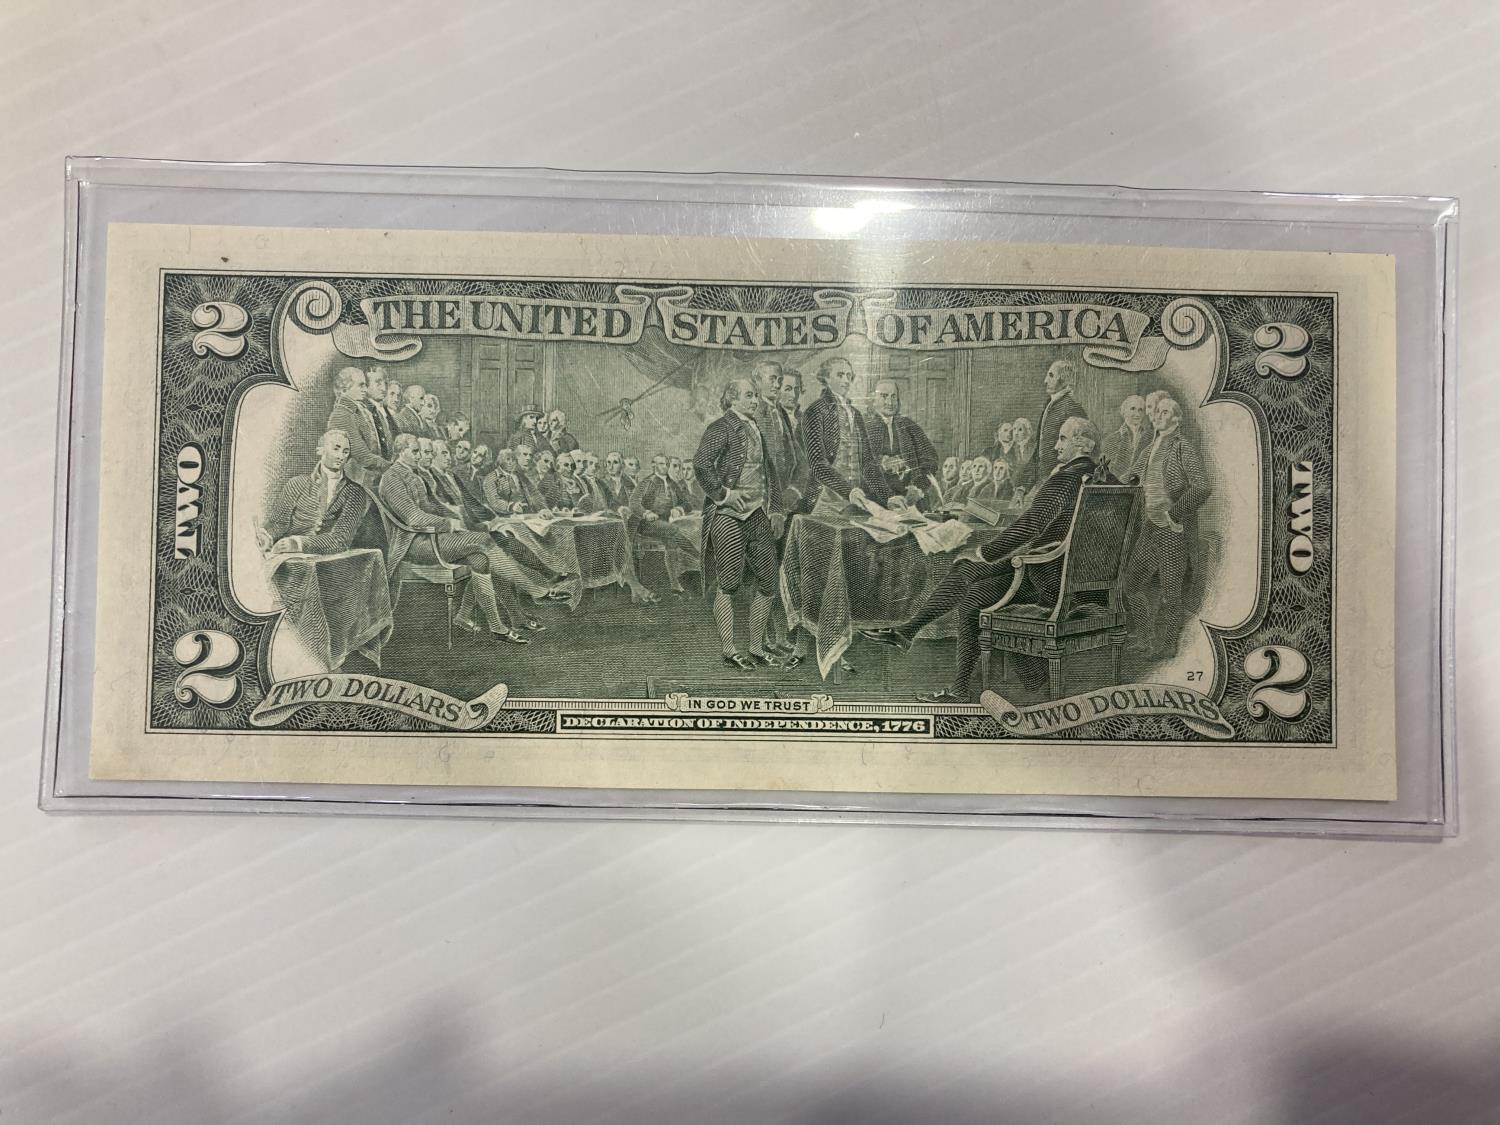 THE UNITED STATES OF AMERICA
2
2
TWO
TWO
2
2
27
TWO DOLLARS
IN GOD WE TRUST
TWO DOLLARS
DECLARATION OF INDEPENDENCE, 1776